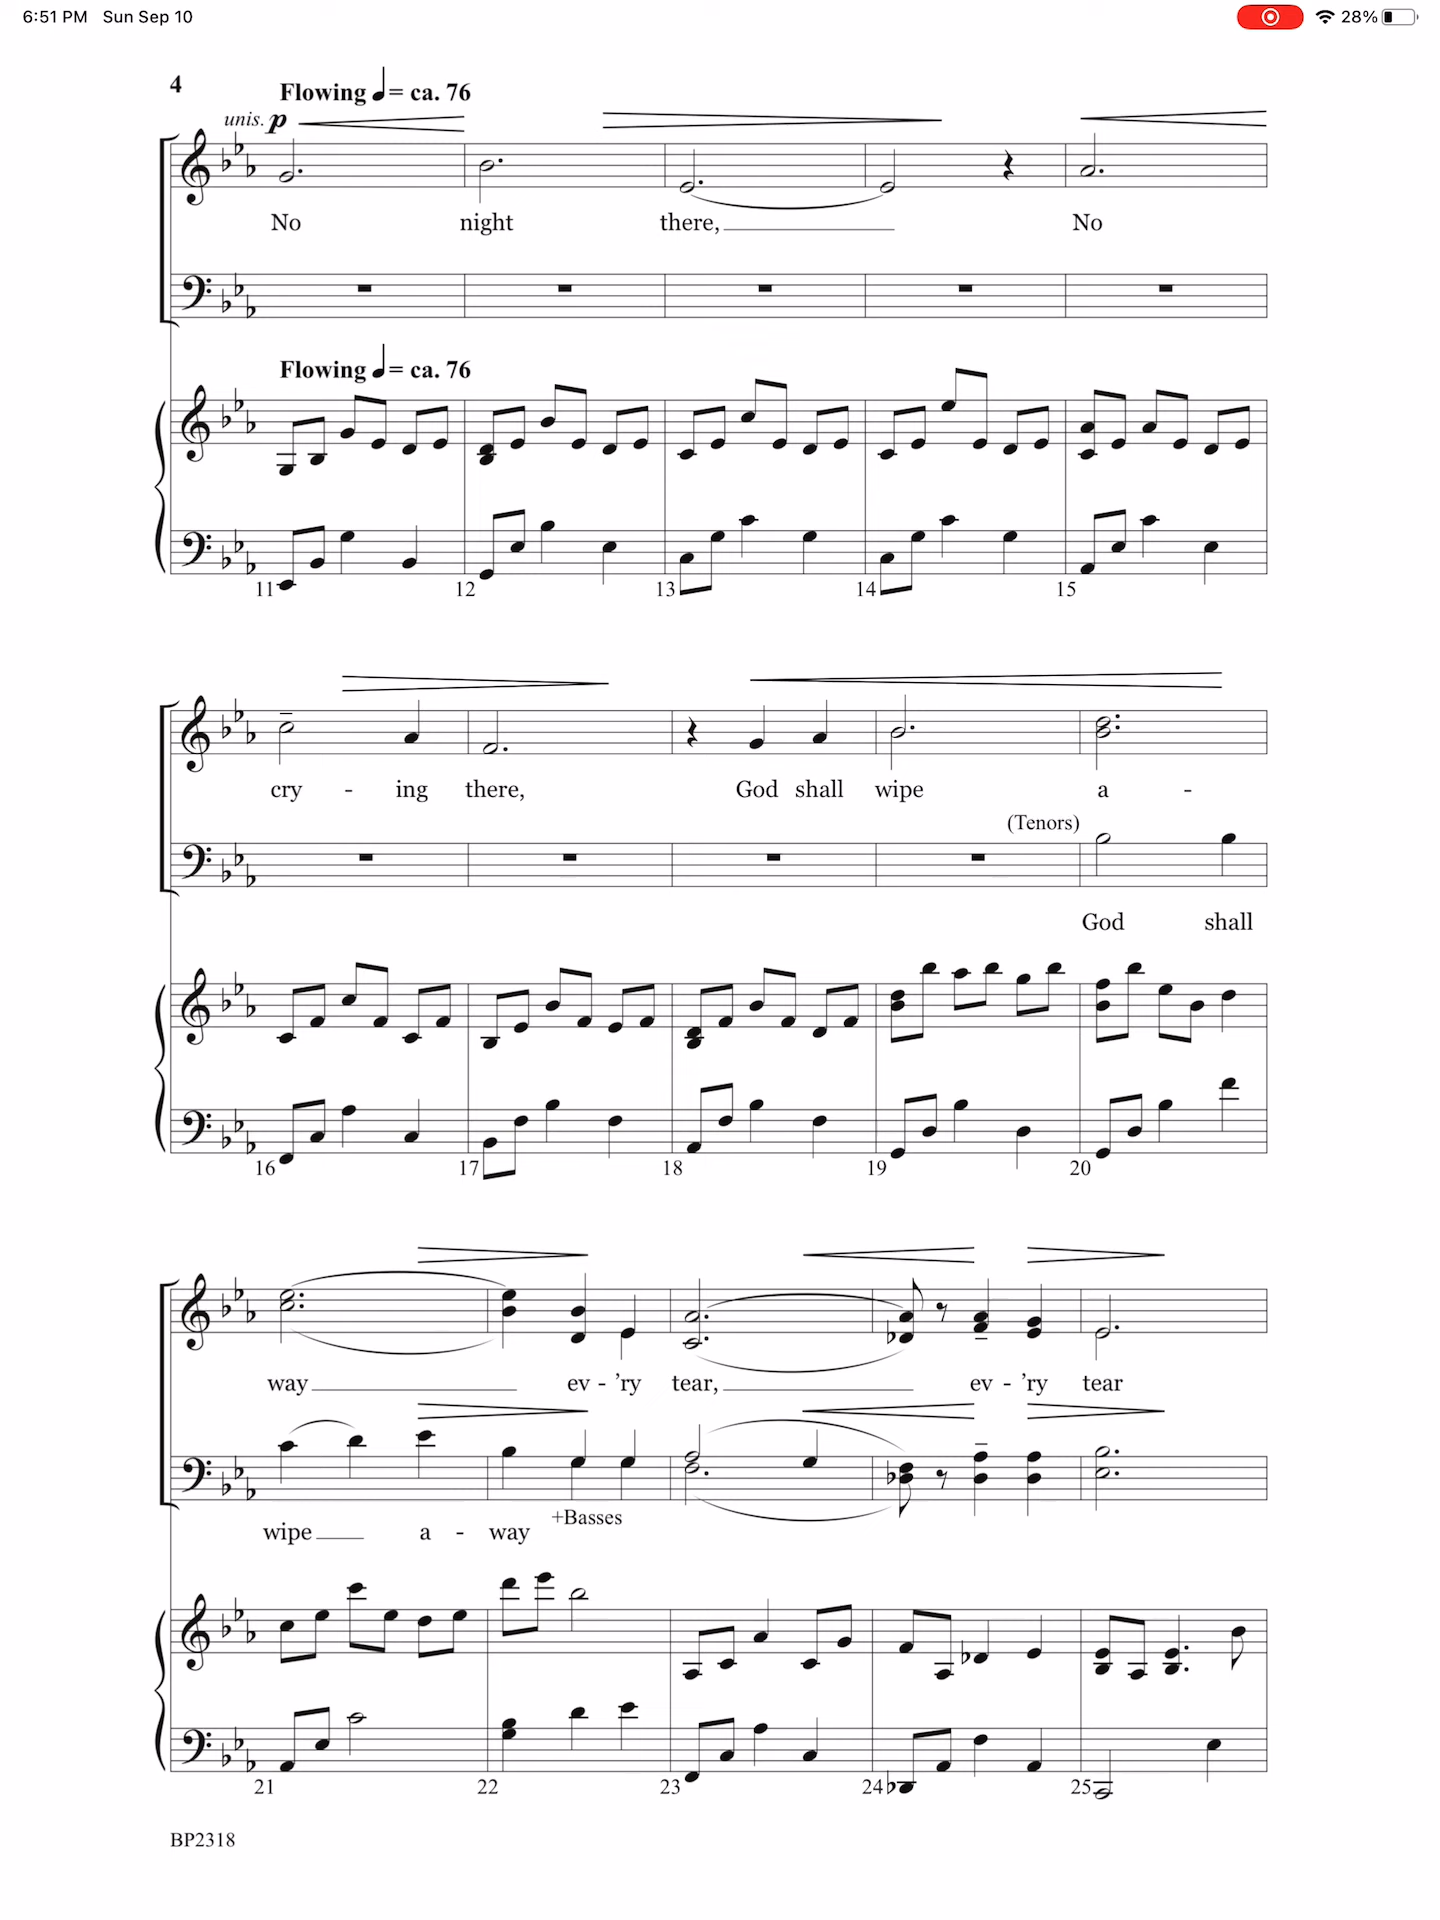 6:51 PM Sun Sep 10
28%
4
Flowing ♩= ca. 76
unis. p
No night there, No
Flowing ♩= ca. 76
11 12 13 14 15
cry - ing there, God shall wipe a -
(Tenors)
God shall
16 17 18 19 20
way ev - ’ry tear, ev - ’ry tear
wipe a - way
+Basses
21 22 23 24 25
BP2318